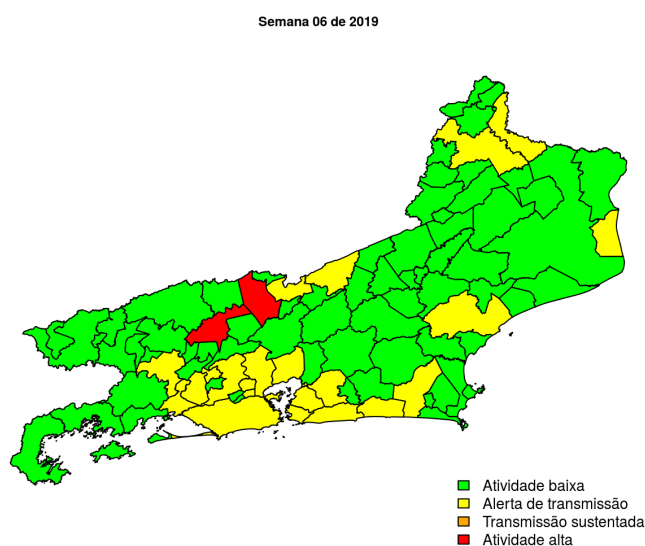 Semana 06 de 2019
Atividade baixa
Alerta de transmissão
Transmissão sustentada
Atividade alta